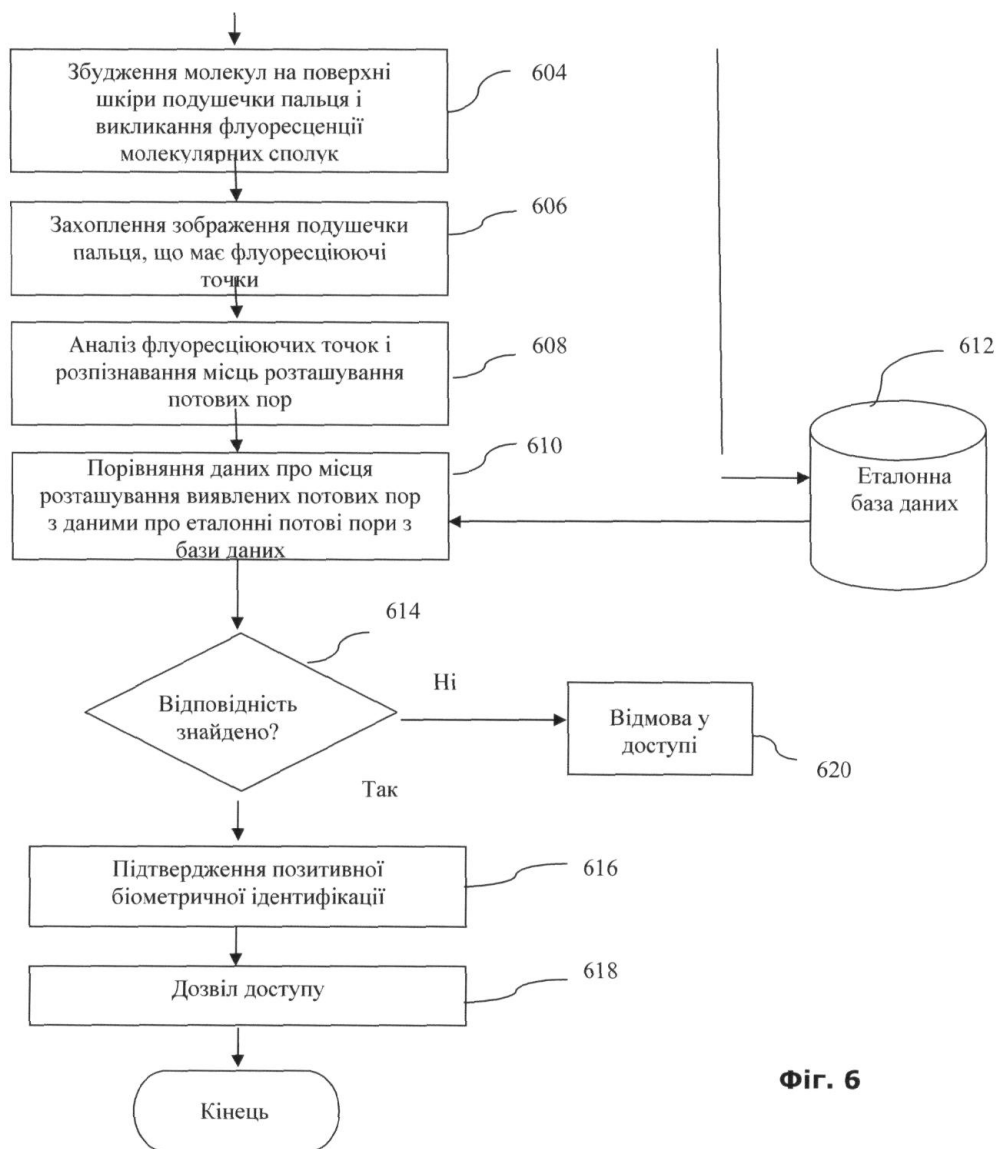 Збудження молекул на поверхні
шкіри подушечки пальця і
викликання флуоресценції
молекулярних сполук
604
Захоплення зображення подушечки
пальця, що має флуоресціюючі
точки
606
Аналіз флуоресціюючих точок і
розпізнавання місць розташування
потових пор
608
612
Еталонна
база даних
610
Порівняння даних про місця
розташування виявлених потових пор
з даними про еталонні потові пори з
бази даних
614
Відповідність
знайдено?
Ні
Відмова у
доступі
620
Так
Підтвердження позитивної
біометричної ідентифікації
616
Дозвіл доступу
618
Кінець
Фіг. 6